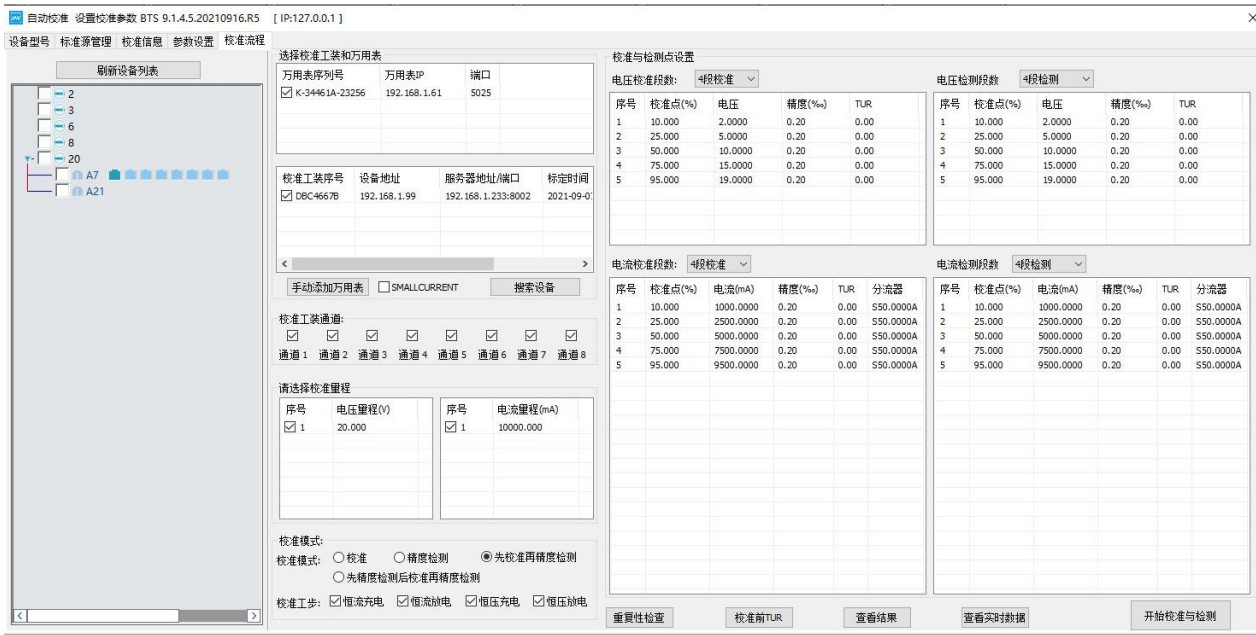 自动校准 设置校准参数 BTS 9.1.4.5.20210916.R5 [ IP:127.0.0.1 ]
设备型号 标准源管理 校准信息 参数设置 校准流程
刷新设备列表
2
3
6
8
20
A7
A21
选择校准工装和万用表
万用表序列号 万用表IP 端口
K-34461A-23256 192.168.1.61 5025
校准工装序号 设备地址 服务器地址/端口 标定时间
DBC4667B 192.168.1.99 192.168.1.233:8002 2021-09-0
手动添加万用表 SMALLCURRENT 搜索设备
校准工装通道:
通道1 通道2 通道3 通道4 通道5 通道6 通道7 通道8
请选择校准量程
序号 电压量程(V)
1 20.000
序号 电流量程(mA)
1 10000.000
校准模式:
校准模式: 校准 精度检测 先校准再精度检测
先精度检测后校准再精度检测
校准工步: 恒流充电 恒流放电 恒压充电 恒压放电
校准与检测点设置
电压校准段数: 4段校准
序号 校准点(%) 电压 精度(‰) TUR
1 10.000 2.0000 0.20 0.00
2 25.000 5.0000 0.20 0.00
3 50.000 10.0000 0.20 0.00
4 75.000 15.0000 0.20 0.00
5 95.000 19.0000 0.20 0.00
电压检测段数 4段检测
序号 校准点(%) 电压 精度(‰) TUR
1 10.000 2.0000 0.20 0.00
2 25.000 5.0000 0.20 0.00
3 50.000 10.0000 0.20 0.00
4 75.000 15.0000 0.20 0.00
5 95.000 19.0000 0.20 0.00
电流校准段数: 4段校准
序号 校准点(%) 电流(mA) 精度(‰) TUR 分流器
1 10.000 1000.0000 0.20 0.00 S50.0000A
2 25.000 2500.0000 0.20 0.00 S50.0000A
3 50.000 5000.0000 0.20 0.00 S50.0000A
4 75.000 7500.0000 0.20 0.00 S50.0000A
5 95.000 9500.0000 0.20 0.00 S50.0000A
电流检测段数 4段检测
序号 校准点(%) 电流(mA) 精度(‰) TUR 分流器
1 10.000 1000.0000 0.20 0.00 S50.0000A
2 25.000 2500.0000 0.20 0.00 S50.0000A
3 50.000 5000.0000 0.20 0.00 S50.0000A
4 75.000 7500.0000 0.20 0.00 S50.0000A
5 95.000 9500.0000 0.20 0.00 S50.0000A
重复性检查 校准前TUR 查看结果 查看实时数据 开始校准与检测